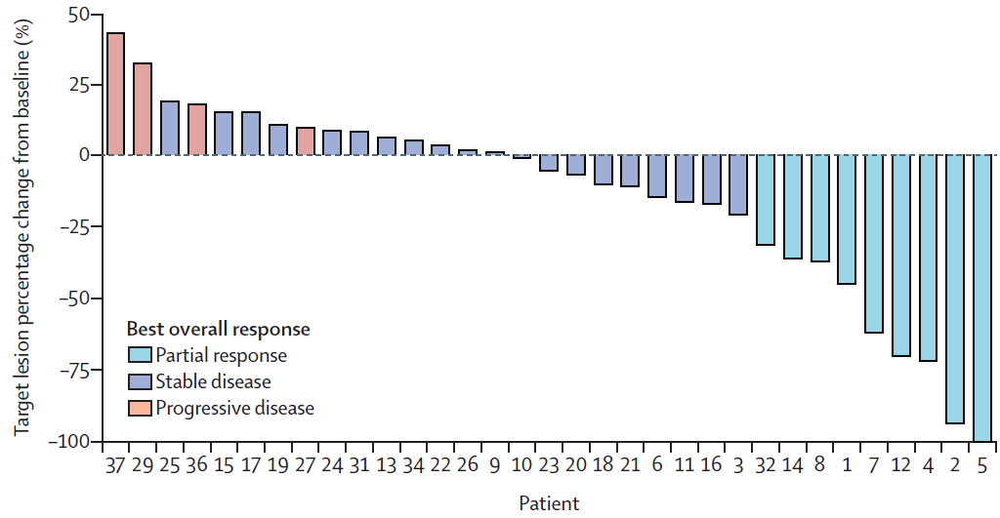 Target lesion percentage change from baseline (%)
50
25
0
–25
–50
–75
–100
Best overall response
Partial response
Stable disease
Progressive disease
37 29 25 36 15 17 19 27 24 31 13 34 22 26 9 10 23 20 18 21 6 11 16 3 32 14 8 1 7 12 4 2 5
Patient